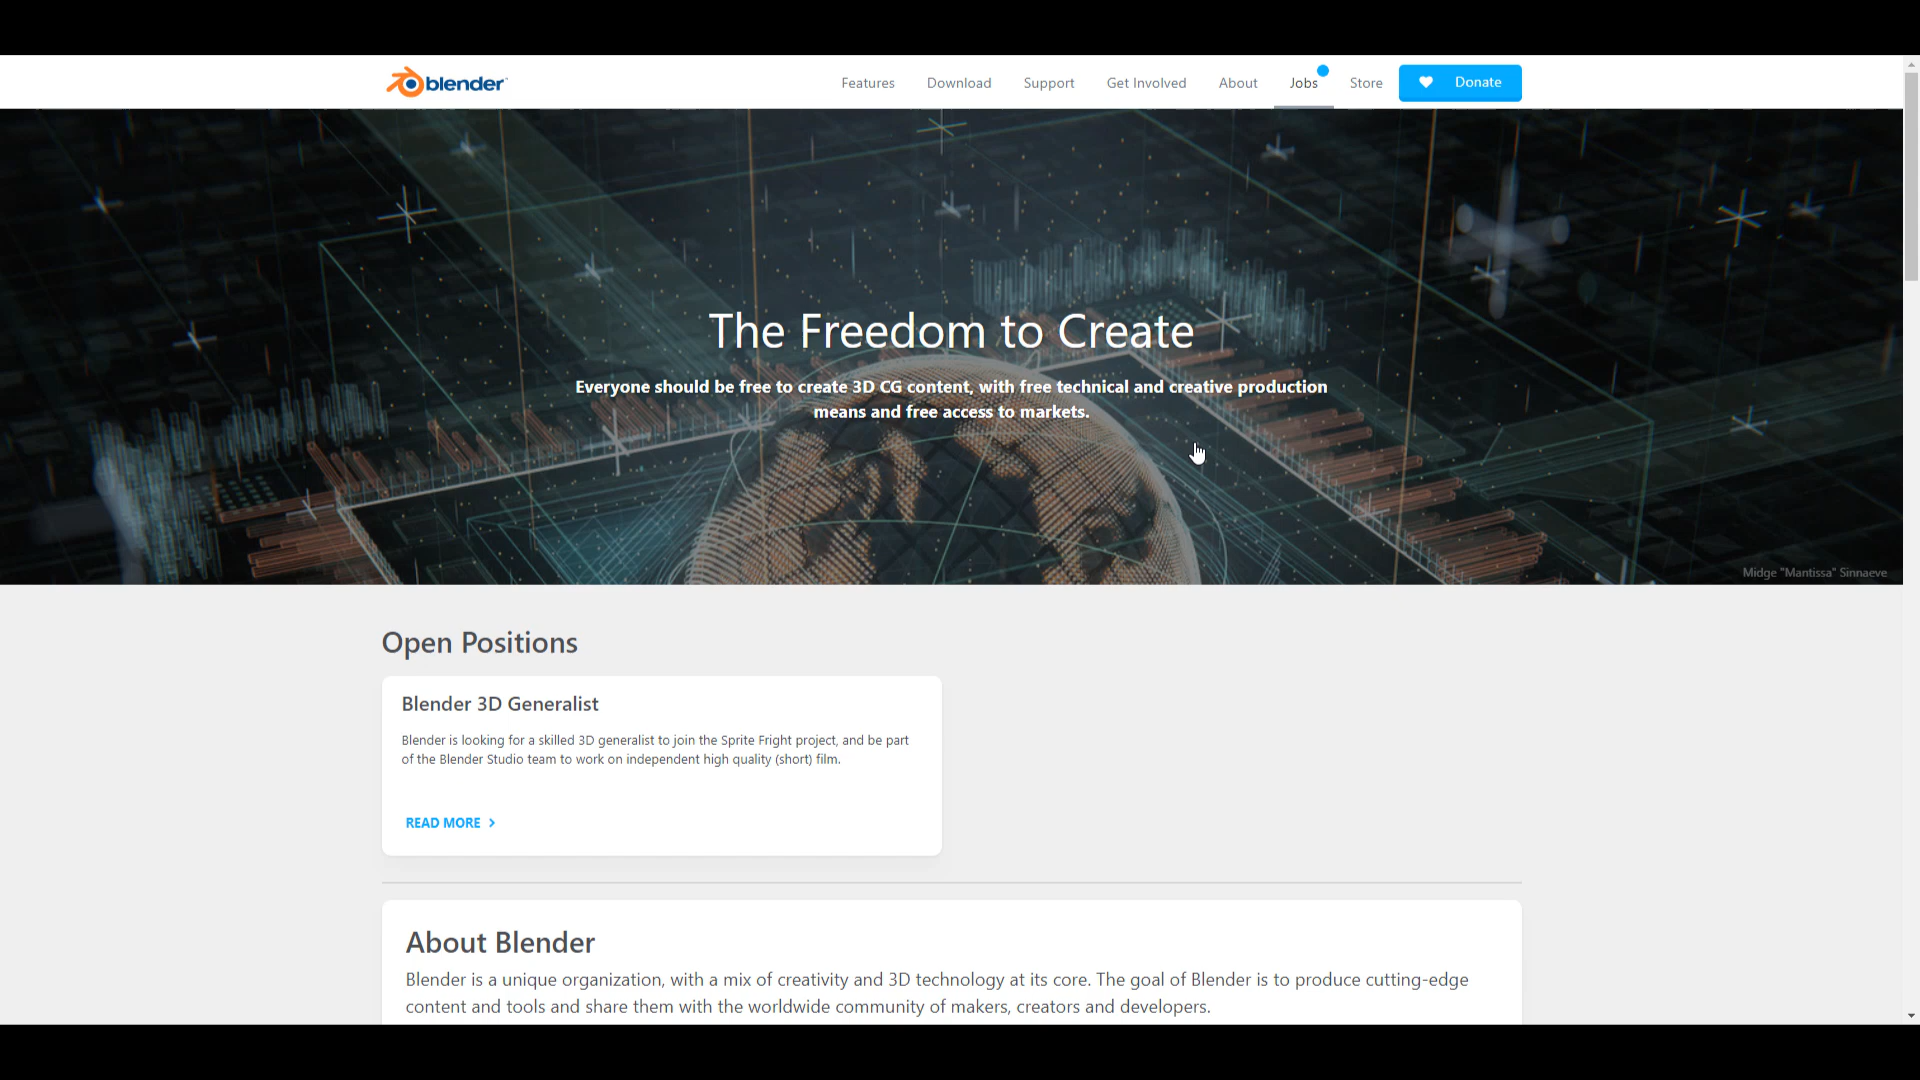 blender™
Features
Download
Support
Get Involved
About
Jobs
Store
Donate
The Freedom to Create
Everyone should be free to create 3D CG content, with free technical and creative production
means and free access to markets.
Midge "Mantissa" Sinnaeve
Open Positions
Blender 3D Generalist
Blender is looking for a skilled 3D generalist to join the Sprite Fright project, and be part
of the Blender Studio team to work on independent high quality (short) film.
READ MORE
About Blender
Blender is a unique organization, with a mix of creativity and 3D technology at its core. The goal of Blender is to produce cutting-edge
content and tools and share them with the worldwide community of makers, creators and developers.